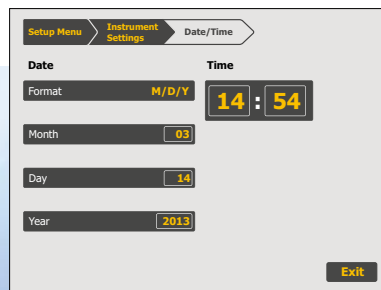 Setup Menu
Instrument
Settings
Date/Time
Date
Time
Format M/D/Y
14 : 54
Month 03
Day 14
Year 2013
Exit